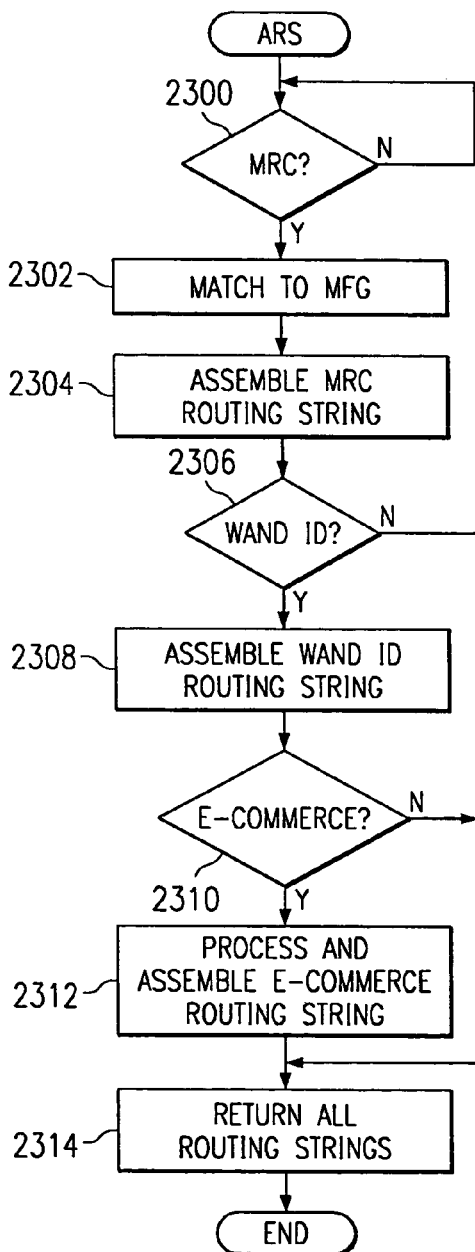 ARS
2300
MRC?
N
Y
2302
MATCH TO MFG
2304
ASSEMBLE MRC
ROUTING STRING
2306
WAND ID?
N
Y
2308
ASSEMBLE WAND ID
ROUTING STRING
E-COMMERCE?
N
2310
Y
2312
PROCESS AND
ASSEMBLE E-COMMERCE
ROUTING STRING
2314
RETURN ALL
ROUTING STRINGS
END